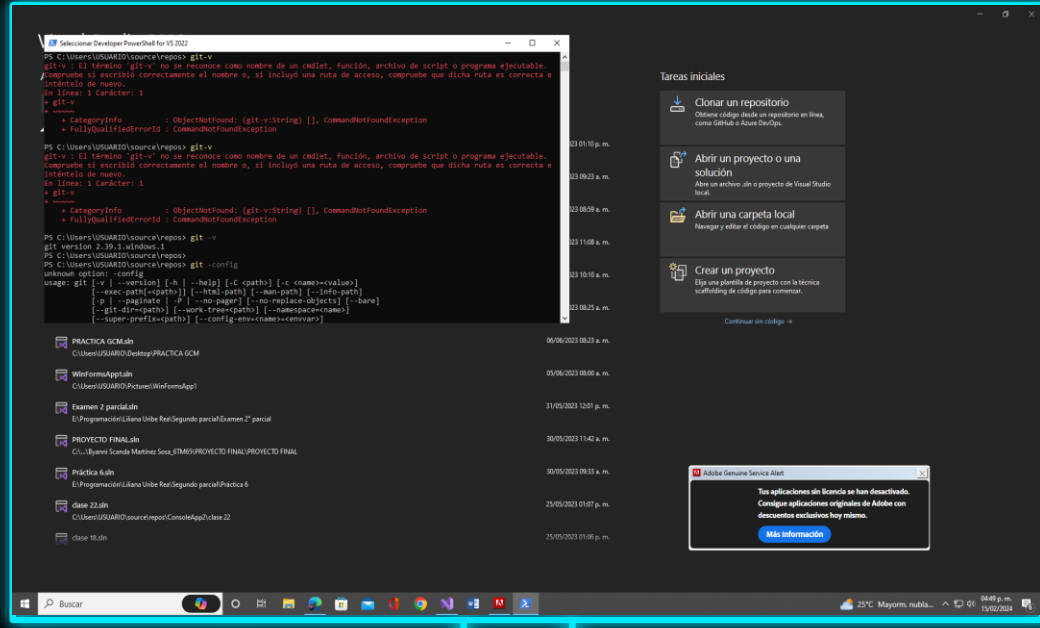 Seleccionar Developer PowerShell for VS 2022
PS C:\Users\USUARIO\source\repos> git-v
git-v : El término 'git-v' no se reconoce como nombre de un cmdlet, función, archivo de script o programa ejecutable.
Compruebe si escribió correctamente el nombre o, si incluyó una ruta de acceso, compruebe que dicha ruta es correcta e
inténtelo de nuevo.
En línea: 1 Carácter: 1
+ git-v
+ ~~~~~
+ CategoryInfo : ObjectNotFound: (git-v:String) [], CommandNotFoundException
+ FullyQualifiedErrorId : CommandNotFoundException
PS C:\Users\USUARIO\source\repos> git-v
git-v : El término 'git-v' no se reconoce como nombre de un cmdlet, función, archivo de script o programa ejecutable.
Compruebe si escribió correctamente el nombre o, si incluyó una ruta de acceso, compruebe que dicha ruta es correcta e
inténtelo de nuevo.
En línea: 1 Carácter: 1
+ git-v
+ ~~~~~
+ CategoryInfo : ObjectNotFound: (git-v:String) [], CommandNotFoundException
+ FullyQualifiedErrorId : CommandNotFoundException
PS C:\Users\USUARIO\source\repos> git -v
git version 2.39.1.windows.1
PS C:\Users\USUARIO\source\repos>
PS C:\Users\USUARIO\source\repos> git -config
unknown option: -config
usage: git [-v | --version] [-h | --help] [-C <path>] [-c <name>=<value>]
[--exec-path[=<path>]] [--html-path] [--man-path] [--info-path]
[-p | --paginate | -P | --no-pager] [--no-replace-objects] [--bare]
[--git-dir=<path>] [--work-tree=<path>] [--namespace=<name>]
[--super-prefix=<path>] [--config-env=<name>=<envvar>]
023 01:10 p. m.
023 09:23 a. m.
023 08:59 a. m.
023 11:08 a. m.
023 10:10 a. m.
023 08:25 a. m.
PRACTICA GCM.sln 06/06/2023 08:23 a. m.
C:\Users\USUARIO\Desktop\PRACTICA GCM
WinFormsApp1.sln 05/06/2023 08:00 a. m.
C:\Users\USUARIO\Pictures\WinFormsApp1
Examen 2 parcial.sln 31/05/2023 12:01 p. m.
E:\Programación\Liliana Uribe Rea\Segundo parcial\Examen 2° parcial
PROYECTO FINAL.sln 30/05/2023 11:42 a. m.
C:\...\Byanni Scanda Martinez Sosa_6TM69\PROYECTO FINAL\PROYECTO FINAL
Práctica 6.sln 30/05/2023 09:33 a. m.
E:\Programación\Liliana Uribe Rea\Segundo parcial\Práctica 6
clase 22.sln 25/05/2023 01:07 p. m.
C:\Users\USUARIO\source\repos\ConsoleApp2\clase 22
clase 18.sln 25/05/2023 01:06 p. m.
Tareas iniciales
Clonar un repositorio
Obtiene código desde un repositorio en línea,
como GitHub o Azure DevOps.
Abrir un proyecto o una
solución
Abre un archivo .sln o proyecto de Visual Studio
local.
Abrir una carpeta local
Navegar y editar el código en cualquier carpeta
Crear un proyecto
Elija una plantilla de proyecto con la técnica
scaffolding de código para comenzar.
Continuar sin código →
Adobe Genuine Service Alert
Tus aplicaciones sin licencia se han desactivado.
Consigue aplicaciones originales de Adobe con
descuentos exclusivos hoy mismo.
Más información
Buscar
25°C Mayorm. nubla...
04:49 p. m.
15/02/2024